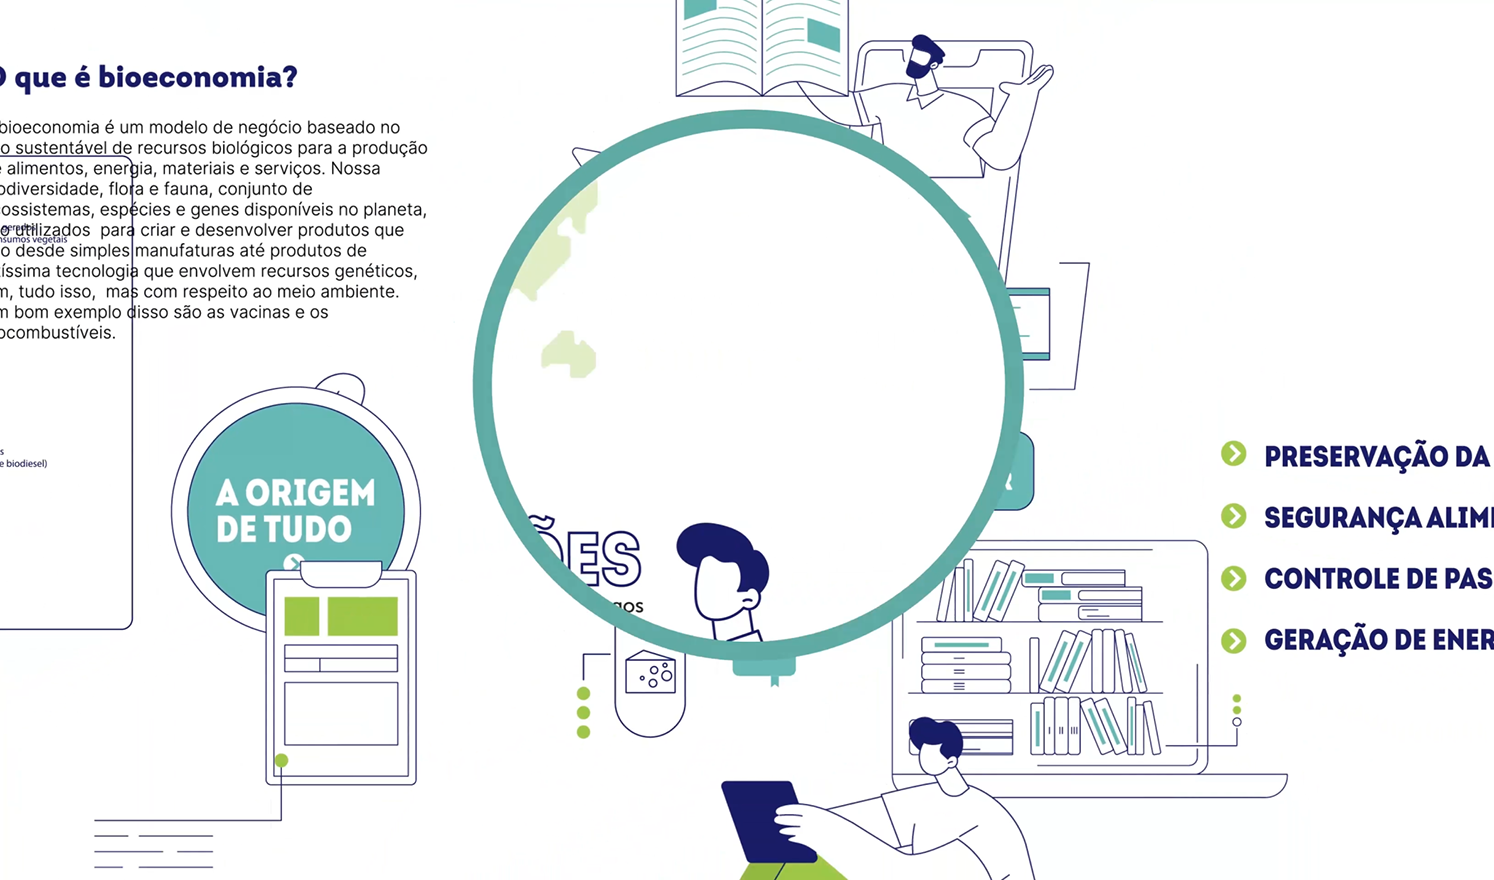 O que é bioeconomia?
bioeconomia é um modelo de negócio baseado no
o sustentável de recursos biológicos para a produção
e alimentos, energia, materiais e serviços. Nossa
odiversidade, flora e fauna, conjunto de
ossistemas, espécies e genes disponíveis no planeta,
o utilizados para criar e desenvolver produtos que
o desde simples manufaturas até produtos de
íssima tecnologia que envolvem recursos genéticos,
m, tudo isso, mas com respeito ao meio ambiente.
m bom exemplo disso são as vacinas e os
ocombustíveis.
nsumos vegetais
s
e biodiesel)
A ORIGEM
DE TUDO
ÕES
gos
PRESERVAÇÃO DA
SEGURANÇA ALIM
CONTROLE DE PAS
GERAÇÃO DE ENER